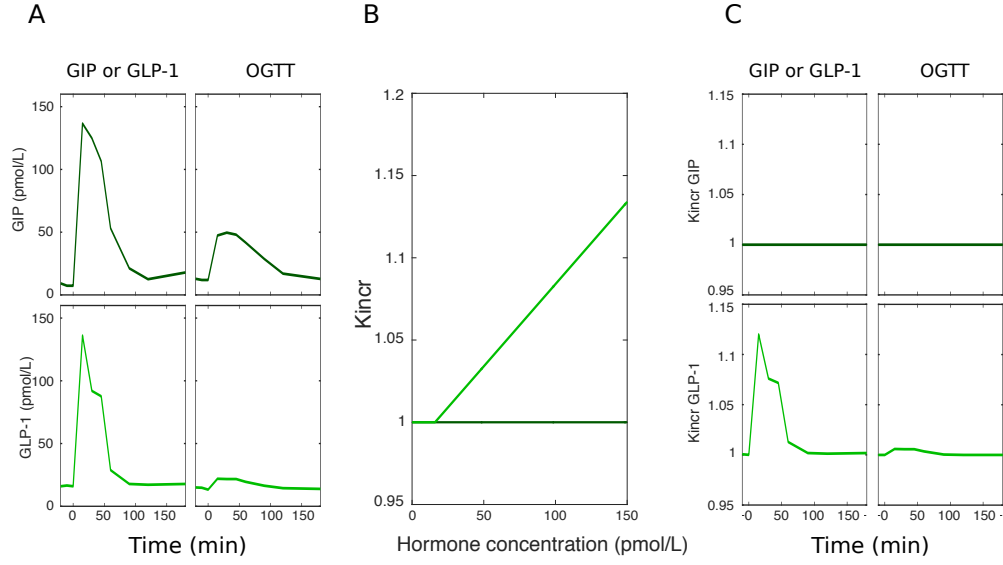 A
GIP or GLP-1
OGTT
150
100
50
0
GIP (pmol/L)
150
100
50
0
GLP-1 (pmol/L)
0
50
100
150
0
50
100
150
Time (min)
B
1.2
1.15
1.1
1.05
1
0.95
Kincr
0
50
100
150
Hormone concentration (pmol/L)
C
GIP or GLP-1
OGTT
1.15
1.1
1.05
1
0.95
Kincr GIP
1.15
1.1
1.05
1
0.95
Kincr GLP-1
-0
50
100
150 -
-0
50
100
150 -
Time (min)